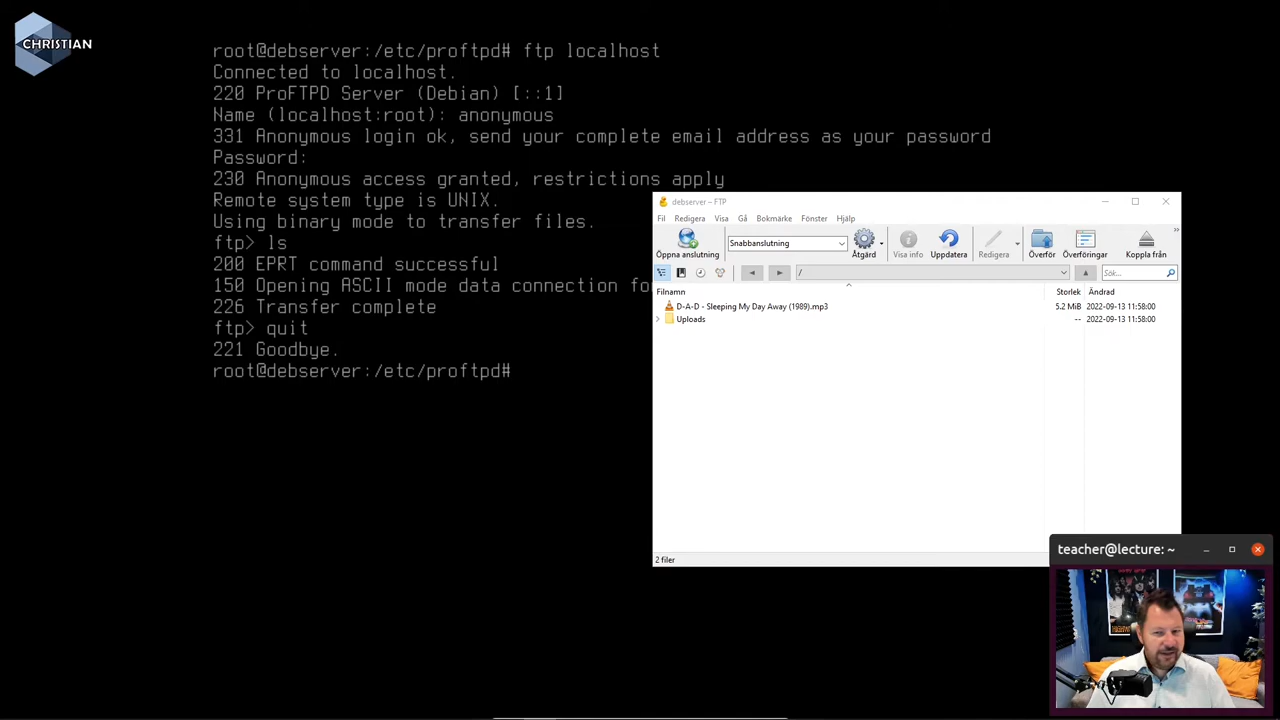 CHRISTIAN
root@debserver:/etc/proftpd# ftp localhost
Connected to localhost.
220 ProFTPD Server (Debian) [::1]
Name (localhost:root): anonymous
331 Anonymous login ok, send your complete email address as your password
Password:
230 Anonymous access granted, restrictions apply
Remote system type is UNIX.
Using binary mode to transfer files.
ftp> ls
200 EPRT command successful
150 Opening ASCII mode data connection fo
226 Transfer complete
ftp> quit
221 Goodbye.
root@debserver:/etc/proftpd#
debserver – FTP
Fil Redigera Visa Gå Bokmärke Fönster Hjälp
Öppna anslutning Snabbanslutning Åtgärd Visa info Uppdatera Redigera Överför Överföringar Koppla från
/ Sök...
Filnamn Storlek Ändrad
D-A-D - Sleeping My Day Away (1989).mp3 5.2 MiB 2022-09-13 11:58:00
Uploads -- 2022-09-13 11:58:00
2 filer
teacher@lecture: ~